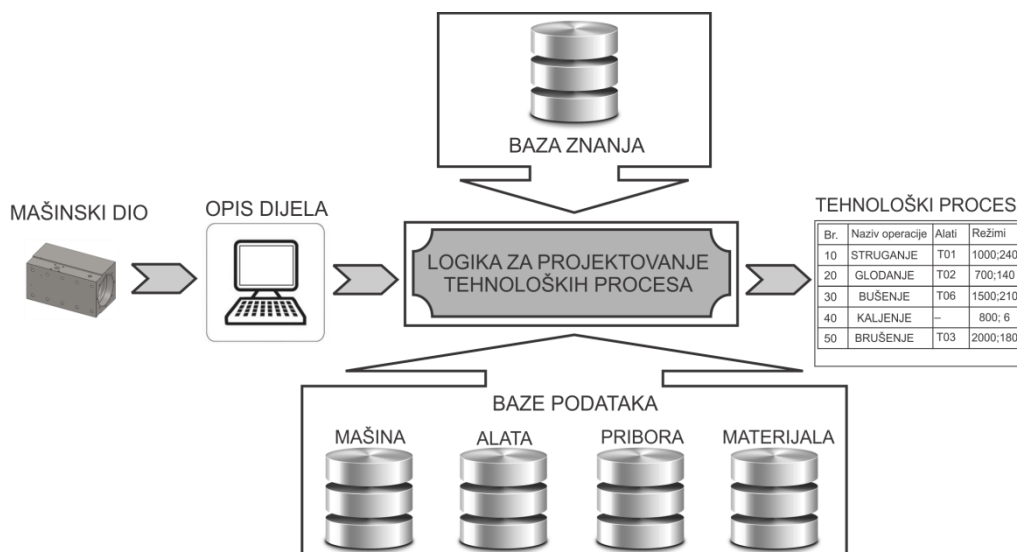 BAZA ZNANJA
MAŠINSKI DIO
OPIS DIJELA
LOGIKA ZA PROJEKTOVANJE
TEHNOLOŠKIH PROCESA
TEHNOLOŠKI PROCES
Br. Naziv operacije Alati Režimi
10 STRUGANJE T01 1000;240
20 GLODANJE T02 700;140
30 BUŠENJE T06 1500;210
40 KALJENJE – 800; 6
50 BRUŠENJE T03 2000;180
BAZE PODATAKA
MAŠINA ALATA PRIBORA MATERIJALA